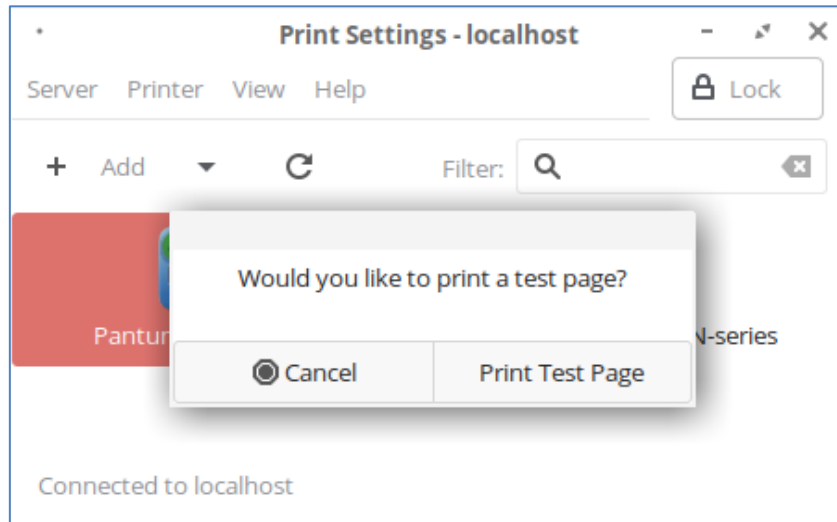 Print Settings - localhost
Server Printer View Help Lock
Add Filter:
Would you like to print a test page?
N-series
Cancel Print Test Page
Connected to localhost